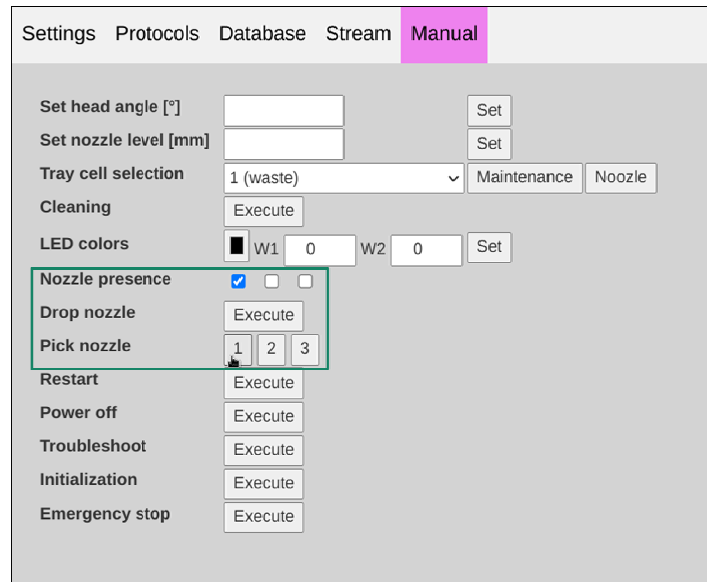 Settings Protocols Database Stream Manual
Set head angle [°] Set
Set nozzle level [mm] Set
Tray cell selection 1 (waste) Maintenance Noozle
Cleaning Execute
LED colors W1 0 W2 0 Set
Nozzle presence
Drop nozzle Execute
Pick nozzle 1 2 3
Restart Execute
Power off Execute
Troubleshoot Execute
Initialization Execute
Emergency stop Execute